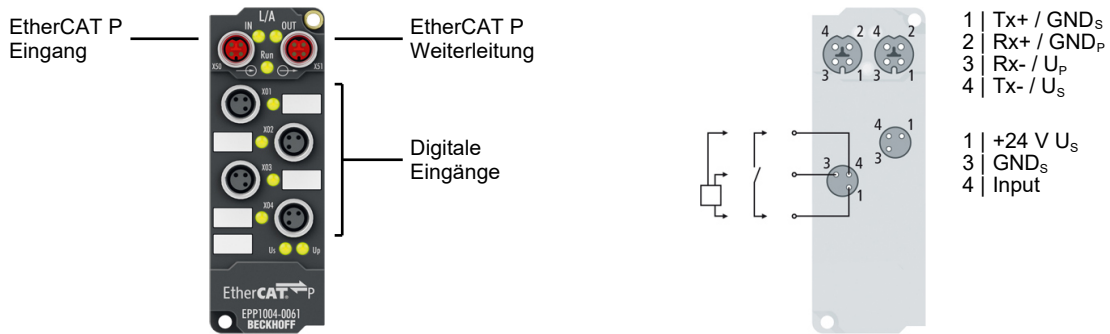 EtherCAT P
Eingang
L/A
IN OUT
Run
X50 X51
X01
X02
X03
X04
Us Up
EtherCAT P
EPP1004-0061
BECKHOFF
EtherCAT P
Weiterleitung
Digitale
Eingänge
4 2 4 2
3 1 3 1
4 1
3
3 4
1
1 | Tx+ / GNDS
2 | Rx+ / GNDP
3 | Rx- / UP
4 | Tx- / US
1 | +24 V US
3 | GNDS
4 | Input